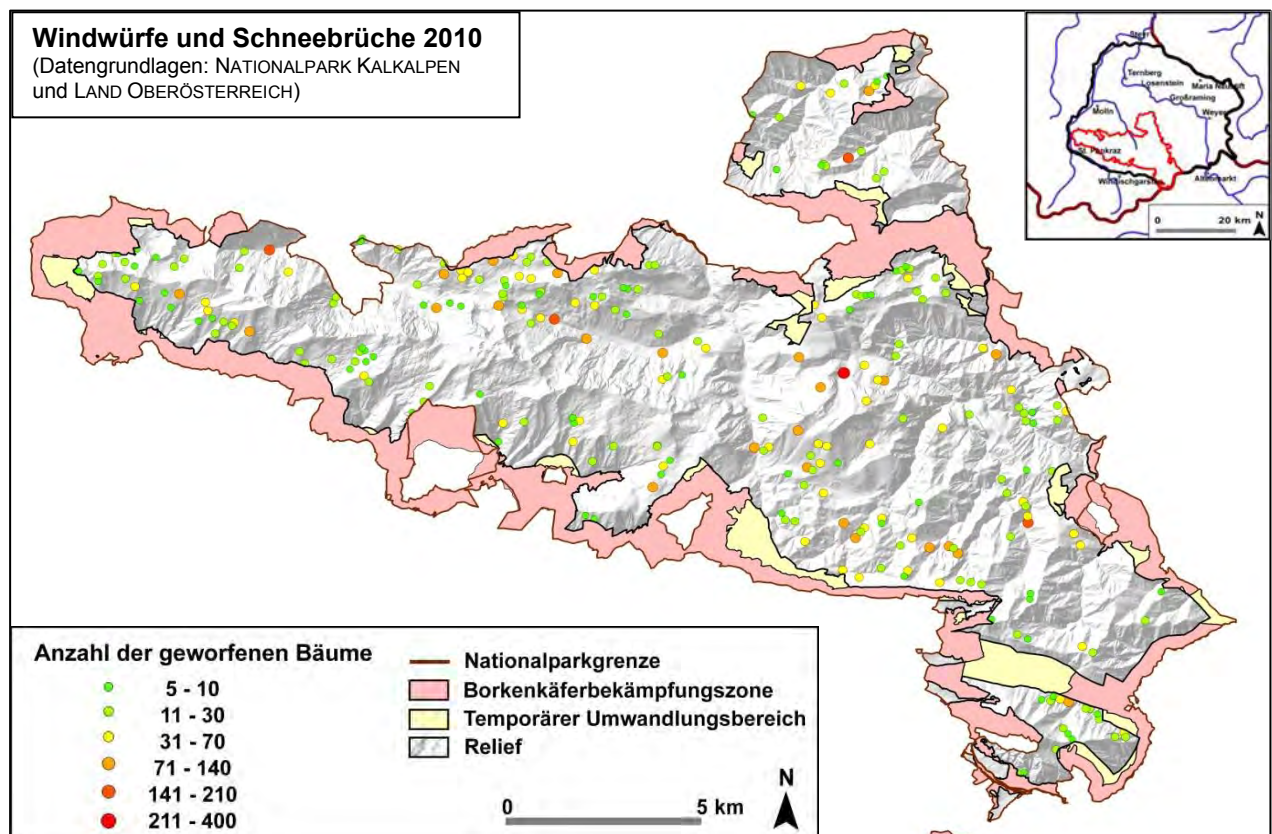 Windwürfe und Schneebrüche 2010
(Datengrundlagen: NATIONALPARK KALKALPEN
und LAND OBERÖSTERREICH)
Steyr
Ternberg
Losenstein
Maria Neustift
Großraming
Weyer
Molln
St. Pankraz
Windischgarsten
Altenmarkt
0 20 km
N
Anzahl der geworfenen Bäume
5 - 10
11 - 30
31 - 70
71 - 140
141 - 210
211 - 400
Nationalparkgrenze
Borkenkäferbekämpfungszone
Temporärer Umwandlungsbereich
Relief
0 5 km
N